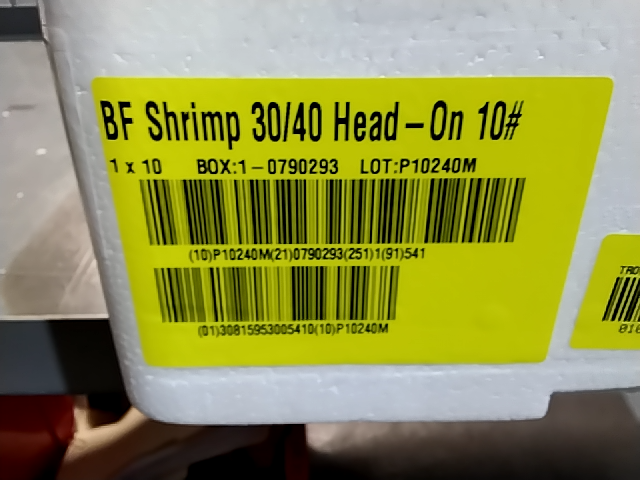 BF Shrimp 30/40 Head-On 10#
1 x 10 BOX:1-0790293 LOT:P10240M
(10)P10240M(21)0790293(251)1(91)541
(01)30815953005410(10)P10240M